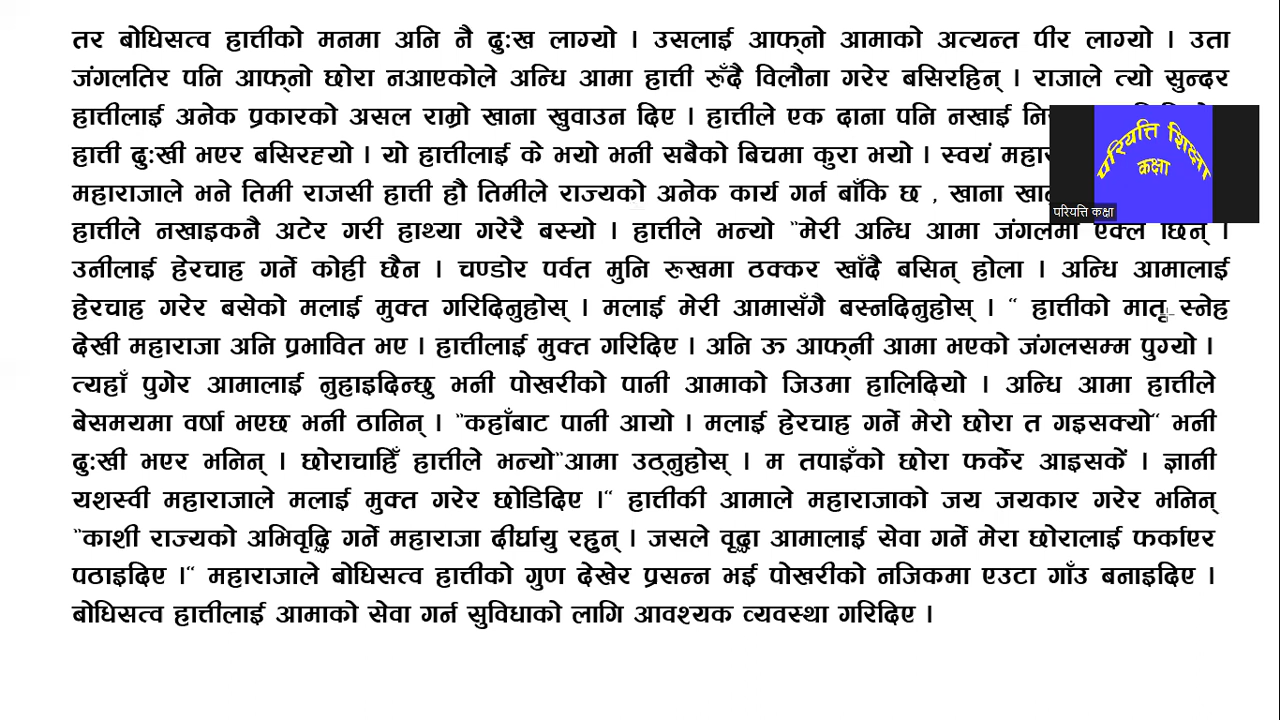 तर बोधिसत्व हात्तीको मनमा अनि नै दुःख लाग्यो । उसलाई आफ्नो आमाको अत्यन्त पीर लाग्यो । उता
जंगलतिर पनि आफ्नो छोरा नआएकोले अन्धि आमा हात्ती रुँदै विलौना गरेर बसिरहिन् । राजाले त्यो सुन्दर
हात्तीलाई अनेक प्रकारको असल राम्रो खाना खुवाउन दिए । हात्तीले एक दाना पनि नखाई
हात्ती दुःखी भएर बसिरह्यो । यो हात्तीलाई के भयो भनी सबैको बिचमा कुरा भयो । स्वयं
महाराजाले भने तिमी राजसी हात्ती हौ तिमीले राज्यको अनेक कार्य गर्न बाँकि छ , खाना
हात्तीले नखाइकनै अटेर गरी हाथ्या गरेरै बस्यो । हात्तीले भन्यो "मेरी अन्धि आमा जंगलमा एक्लै छिन् ।
उनीलाई हेरचाह गर्ने कोही छैन । चण्डोर पर्वत मुनि रुखमा ठक्कर खाँदै बसिन् होला । अन्धि आमालाई
हेरचाह गरेर बसेको मलाई मुक्त गरिदिनुहोस् । मलाई मेरी आमासँगै बस्नदिनुहोस् । “ हात्तीको मातृ स्नेह
देखी महाराजा अनि प्रभावित भए । हात्तीलाई मुक्त गरिदिए । अनि ऊ आफ्नी आमा भएको जंगलसम्म पुग्यो ।
त्यहाँ पुगेर आमालाई नुहाइदिन्छु भनी पोखरीको पानी आमाको जिउमा हालिदियो । अन्धि आमा हात्तीले
बेसमयमा वर्षा भएछ भनी ठानिन् । "कहाँबाट पानी आयो । मलाई हेरचाह गर्ने मेरो छोरा त गइसक्यो“ भनी
दुःखी भएर भनिन् । छोराचाहिँ हात्तीले भन्यो"आमा उठ्नुहोस् । म तपाइँको छोरा फर्केर आइसकें । ज्ञानी
यशस्वी महाराजाले मलाई मुक्त गरेर छोडिदिए ।“ हात्तीकी आमाले महाराजाको जय जयकार गरेर भनिन्
"काशी राज्यको अभिवृद्धि गर्ने महाराजा दीर्घायु रहुन् । जसले वृद्धा आमालाई सेवा गर्ने मेरा छोरालाई फर्काएर
पठाइदिए ।“ महाराजाले बोधिसत्व हात्तीको गुण देखेर प्रसन्न भई पोखरीको नजिकमा एउटा गाँउ बनाइदिए ।
बोधिसत्व हात्तीलाई आमाको सेवा गर्न सुविधाको लागि आवश्यक व्यवस्था गरिदिए ।
परियत्ति शिक्षा
कक्षा
परियत्ति कक्षा